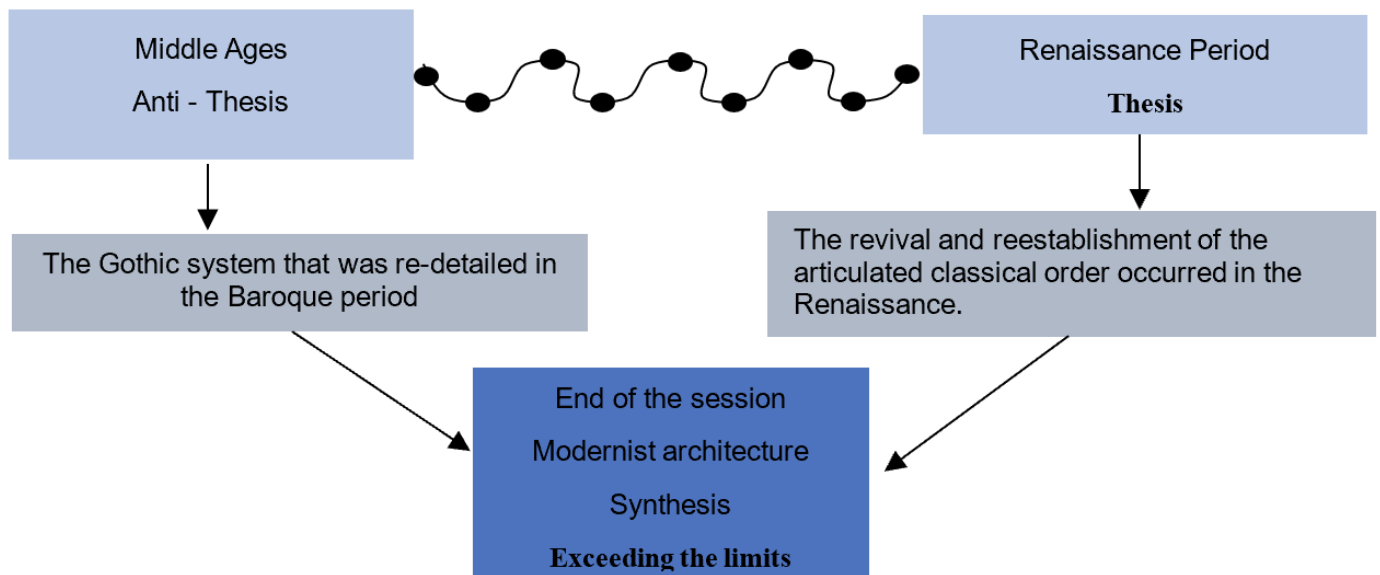 Middle Ages
Anti - Thesis
Renaissance Period
Thesis
The Gothic system that was re-detailed in
the Baroque period
The revival and reestablishment of the
articulated classical order occurred in the
Renaissance.
End of the session
Modernist architecture
Synthesis
Exceeding the limits